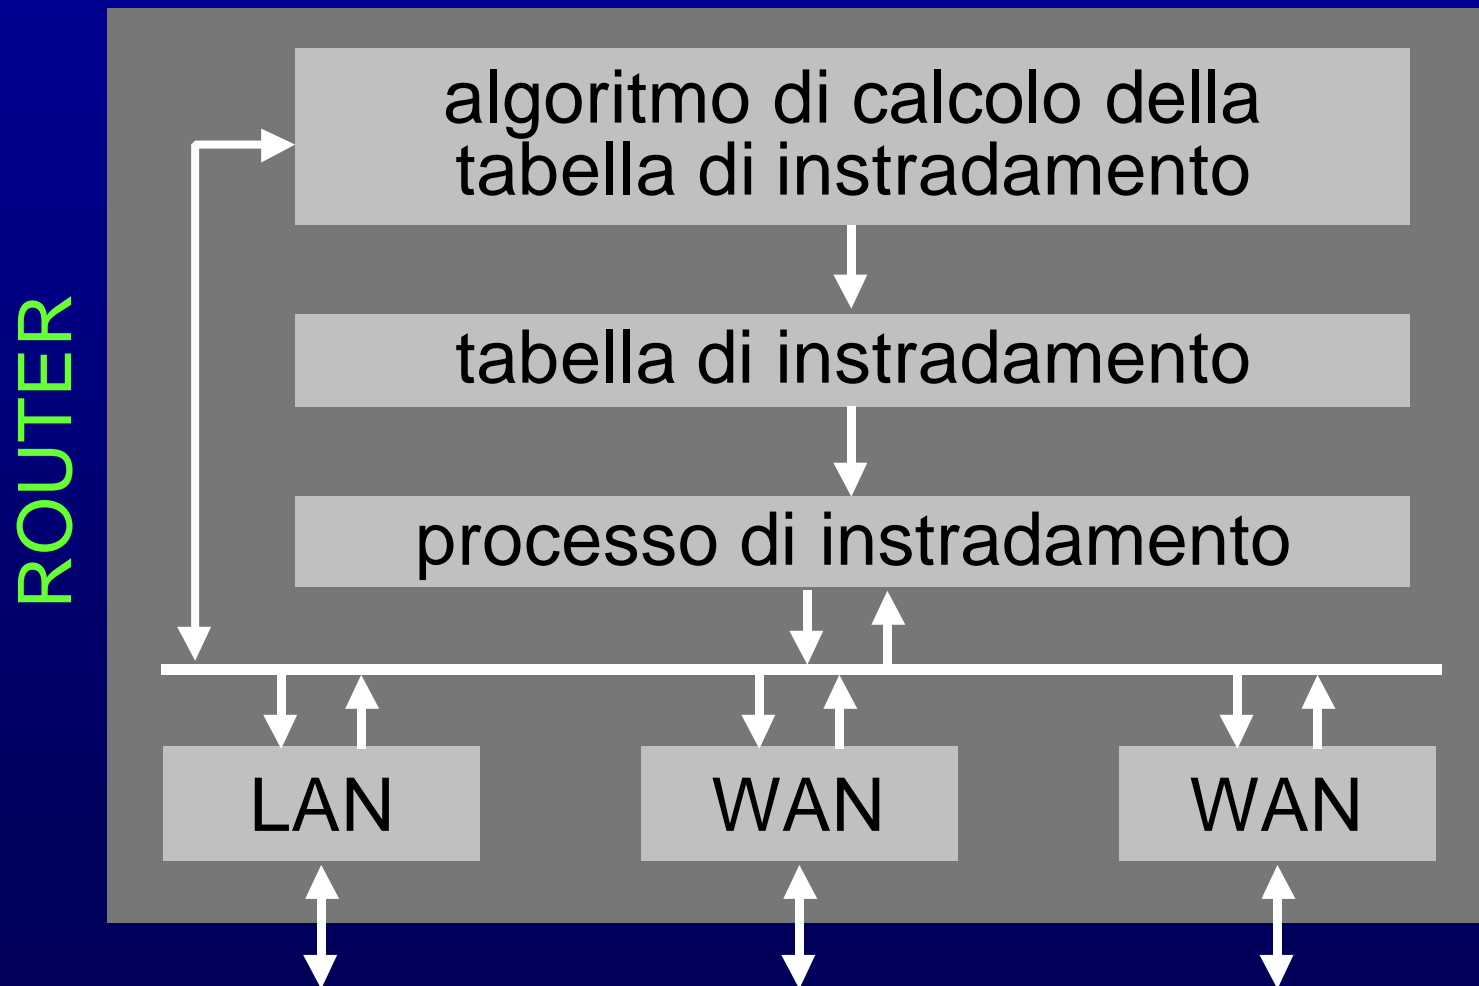 ROUTER
algoritmo di calcolo della
tabella di instradamento
tabella di instradamento
processo di instradamento
LAN
WAN
WAN